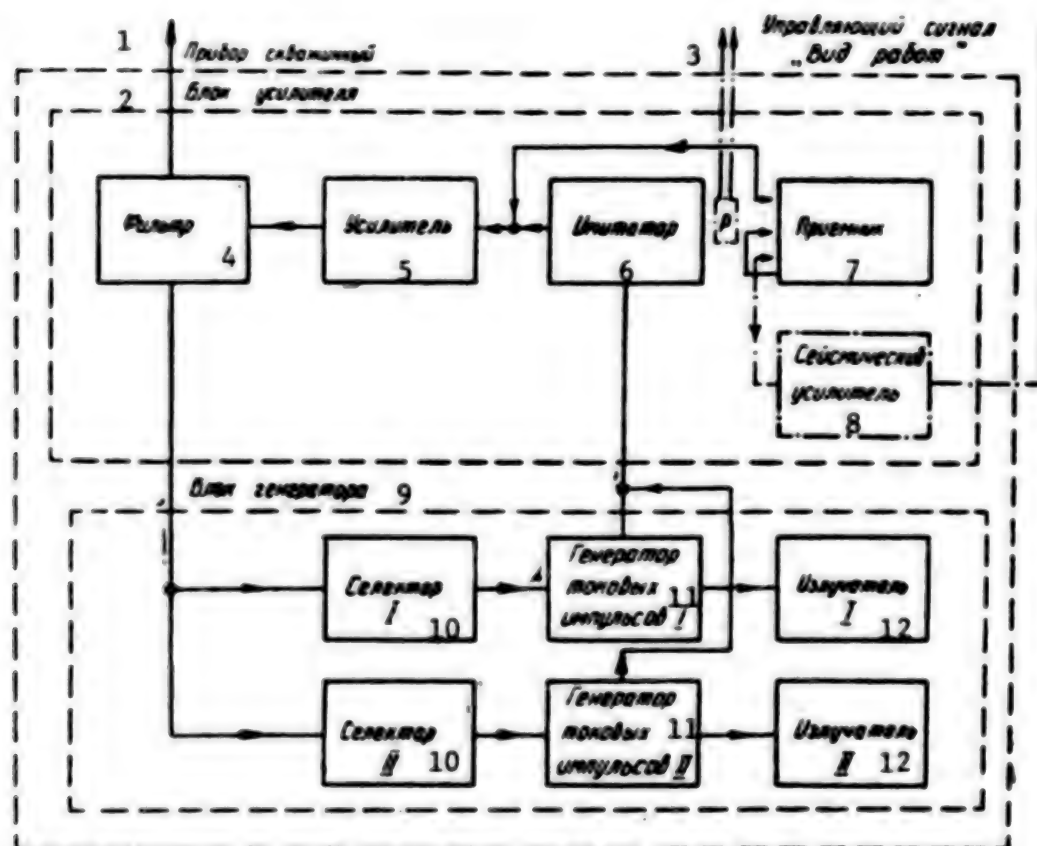 1
Прибор скважинный
3
Управляющий сигнал
„Вид работ"
2
Блок усилителя
Фильтр
4
Усилитель
5
Имитатор
6
Р
Приемник
7
Сейсмический
усилитель
8
Блок генератора 9
Селектор
I 10
Генератор
токовых 11
импульсов I
Излучатель
I 12
Селектор
II 10
Генератор
токовых 11
импульсов II
Излучатель
II 12